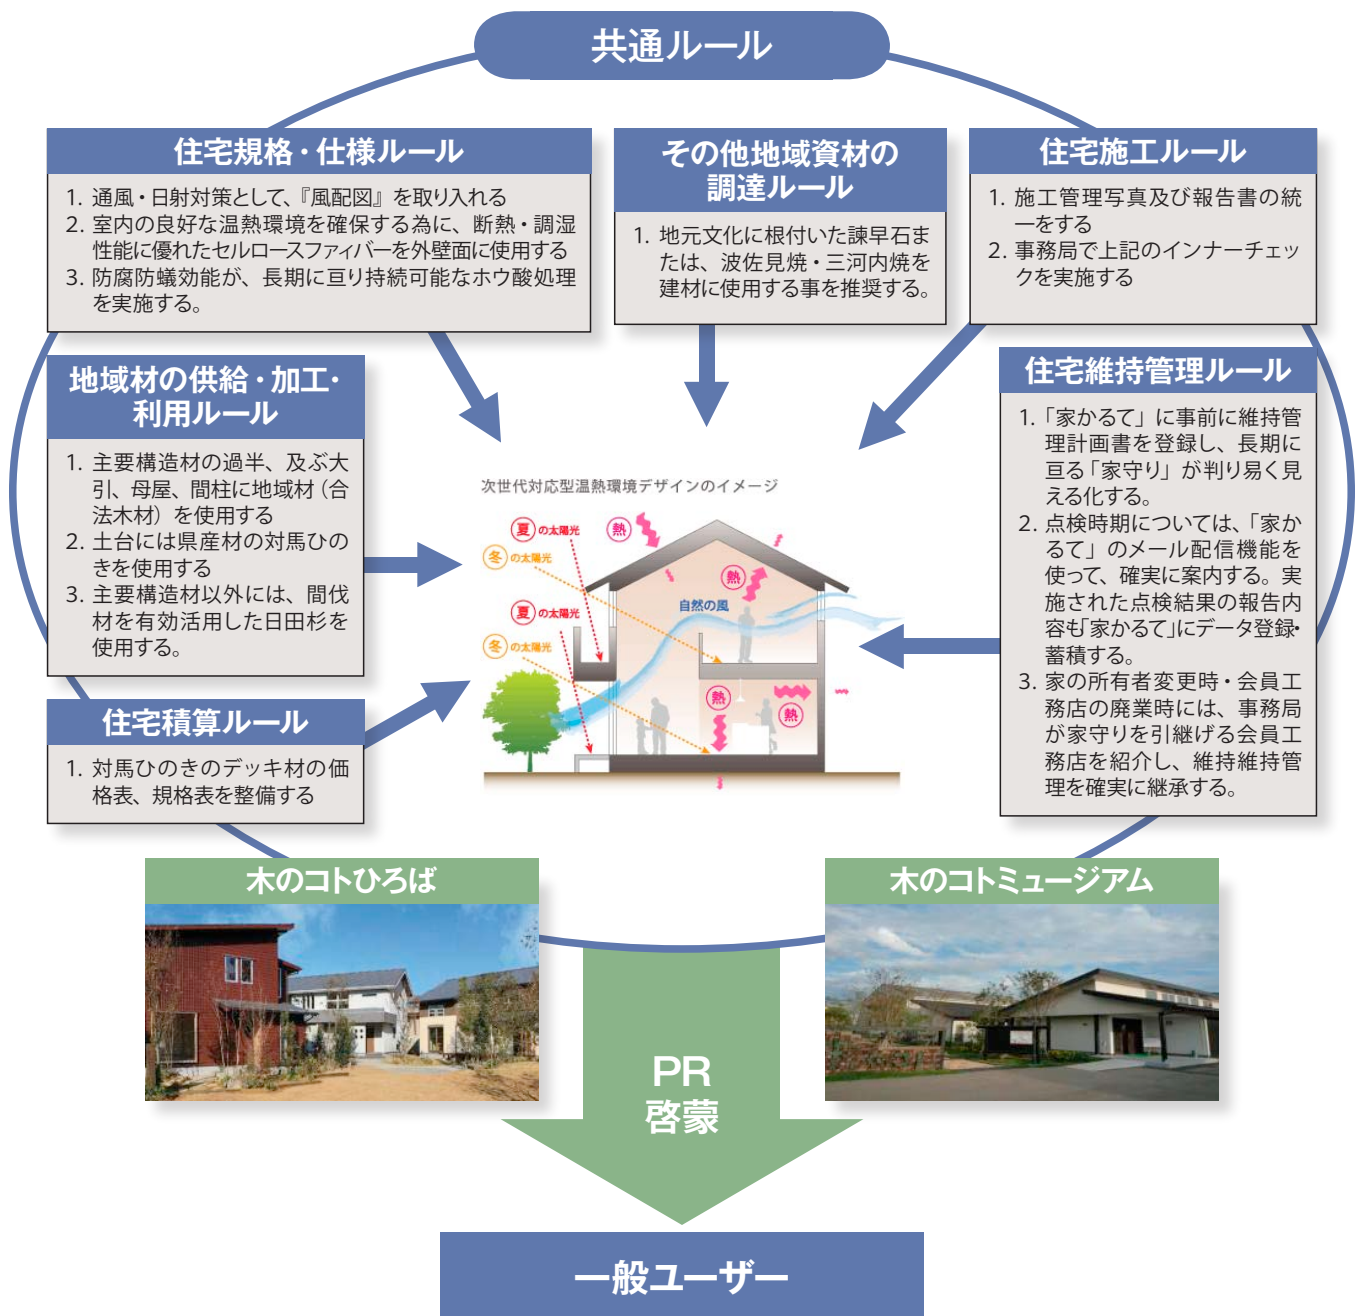 共通ルール
住宅規格・仕様ルール
1. 通風・日射対策として、『風配図』を取り入れる
2. 室内の良好な温熱環境を確保する為に、断熱・調湿
性能に優れたセルロースファイバーを外壁面に使用する
3. 防腐防蟻効能が、長期に亘り持続可能なホウ酸処理
を実施する。
その他地域資材の
調達ルール
1. 地元文化に根付いた諫早石ま
たは、波佐見焼・三河内焼を
建材に使用する事を推奨する。
住宅施工ルール
1. 施工管理写真及び報告書の統
一をする
2. 事務局で上記のインナーチェッ
クを実施する
地域材の供給・加工・
利用ルール
1. 主要構造材の過半、及ぶ大
引、母屋、間柱に地域材（合
法木材）を使用する
2. 土台には県産材の対馬ひの
きを使用する
3. 主要構造材以外には、間伐
材を有効活用した日田杉を
使用する。
住宅維持管理ルール
1.「家かるて」に事前に維持管
理計画書を登録し、長期に
亘る「家守り」が判り易く見
える化する。
2. 点検時期については、「家か
るて」のメール配信機能を
使って、確実に案内する。実
施された点検結果の報告内
容も「家かるて」にデータ登録・
蓄積する。
3. 家の所有者変更時・会員工
務店の廃業時には、事務局
が家守りを引継げる会員工
務店を紹介し、維持維持管
理を確実に継承する。
住宅積算ルール
1. 対馬ひのきのデッキ材の価
格表、規格表を整備する
次世代対応型温熱環境デザインのイメージ
夏の太陽光
熱
冬の太陽光
熱
自然の風
夏の太陽光
冬の太陽光
熱
熱
木のコトひろば
木のコトミュージアム
PR
啓蒙
一般ユーザー